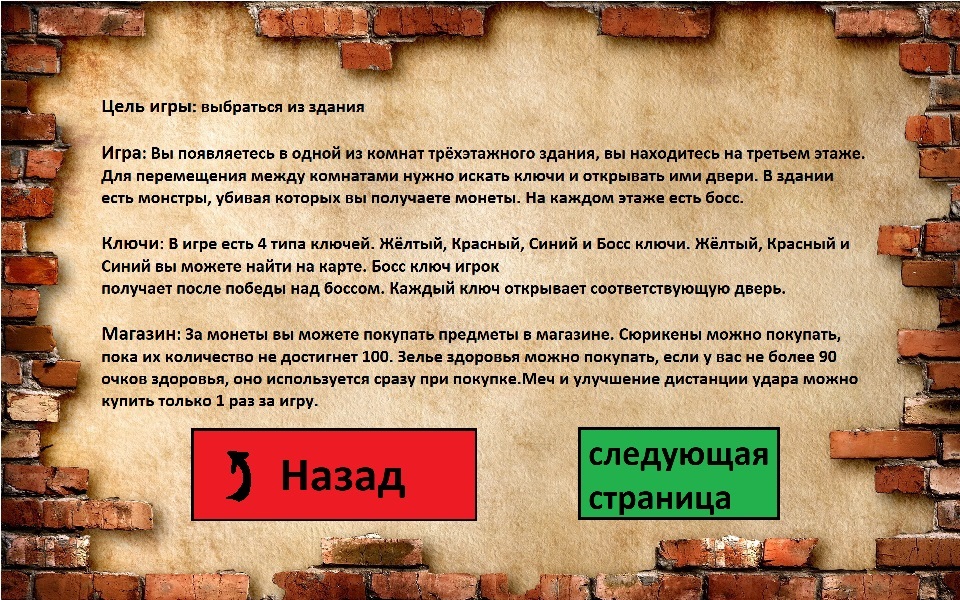 Цель игры: выбраться из здания
Игра: Вы появляетесь в одной из комнат трёхэтажного здания, вы находитесь на третьем этаже.
Для перемещения между комнатами нужно искать ключи и открывать ими двери. В здании
есть монстры, убивая которых вы получаете монеты. На каждом этаже есть босс.
Ключи: В игре есть 4 типа ключей. Жёлтый, Красный, Синий и Босс ключи. Жёлтый, Красный и
Синий вы можете найти на карте. Босс ключ игрок
получает после победы над боссом. Каждый ключ открывает соответствующую дверь.
Магазин: За монеты вы можете покупать предметы в магазине. Сюрикены можно покупать,
пока их количество не достигнет 100. Зелье здоровья можно покупать, если у вас не более 90
очков здоровья, оно используется сразу при покупке.Меч и улучшение дистанции удара можно
купить только 1 раз за игру.
Назад
следующая
страница